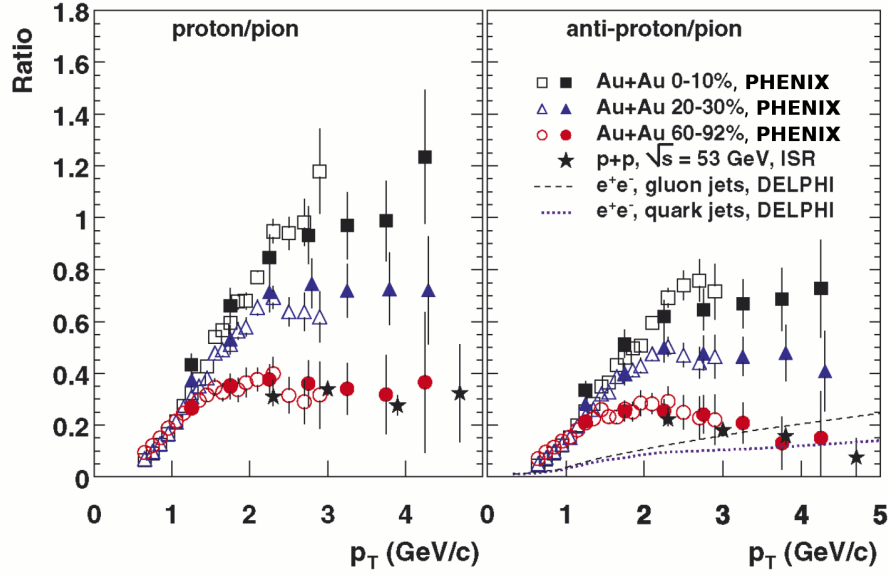 proton/pion
anti-proton/pion
Ratio
1.8
1.6
1.4
1.2
1
0.8
0.6
0.4
0.2
0
Au+Au 0-10%, PHENIX
Au+Au 20-30%, PHENIX
Au+Au 60-92%, PHENIX
p+p, √s = 53 GeV, ISR
e⁺e⁻, gluon jets, DELPHI
e⁺e⁻, quark jets, DELPHI
0 1 2 3 4
0 1 2 3 4 5
p_T (GeV/c)
p_T (GeV/c)